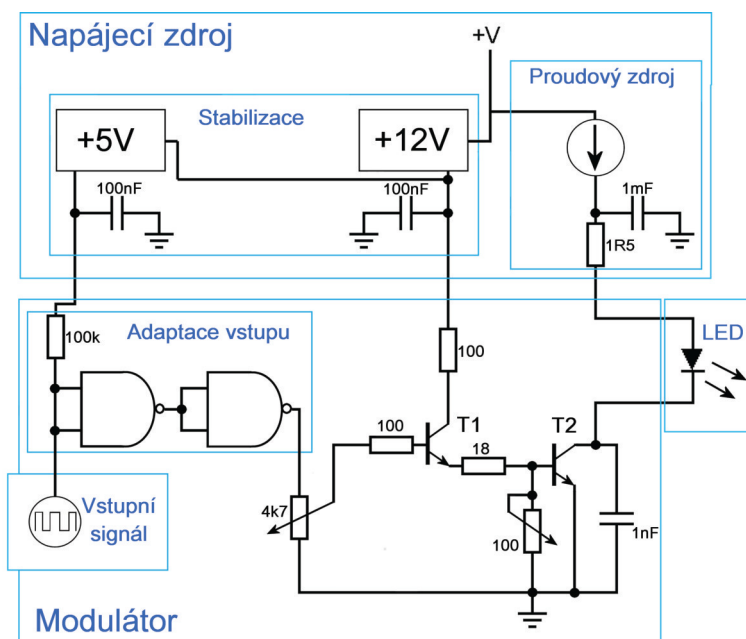 Napájecí zdroj
+V
Proudový zdroj
Stabilizace
+5V
+12V
100nF
100nF
1mF
1R5
Adaptace vstupu
LED
100k
100
T1
T2
100
18
Vstupní
signál
4k7
100
1nF
Modulátor